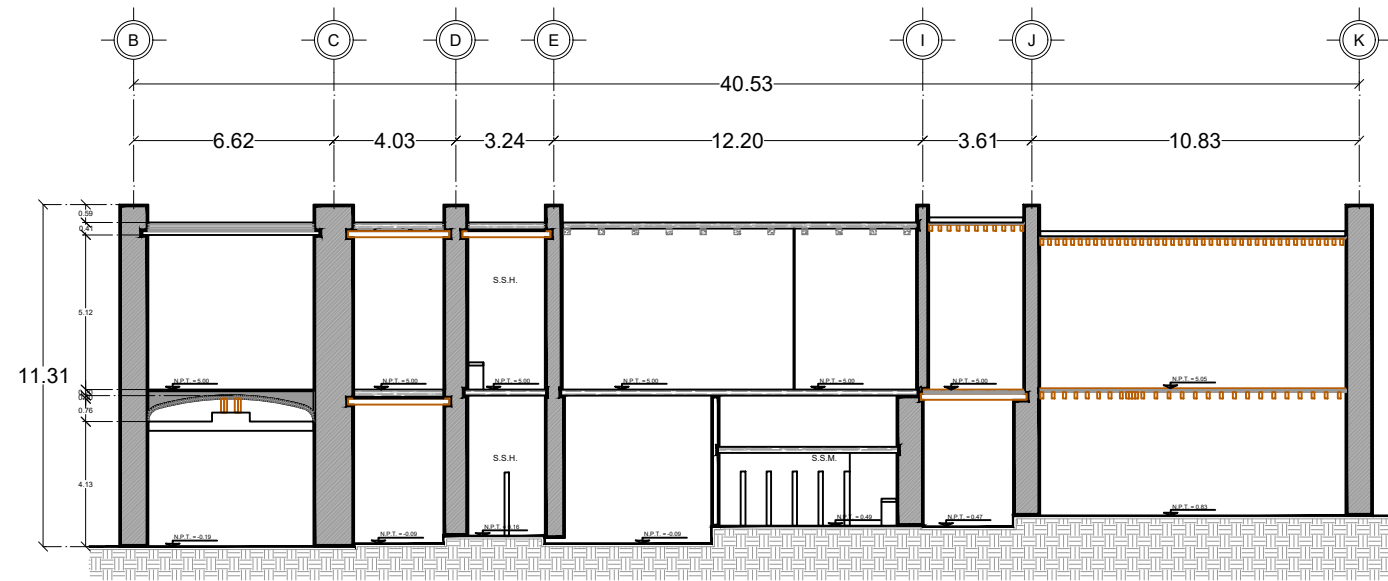 B C D E I J K
40.53
6.62 4.03 3.24 12.20 3.61 10.83
0.59
0.41
S.S.H.
5.12
11.31
N.P.T. = 5.00 N.P.T. = 5.00 N.P.T. = 5.00 N.P.T. = 5.00 N.P.T. = 5.00 N.P.T. = 5.00 N.P.T. = 5.05
0.76
S.S.H. S.S.M.
4.13
N.P.T. = -0.19 N.P.T. = -0.09 N.P.T. = 0.16 N.P.T. = -0.09 N.P.T. = 0.49 N.P.T. = 0.47 N.P.T. = 0.83